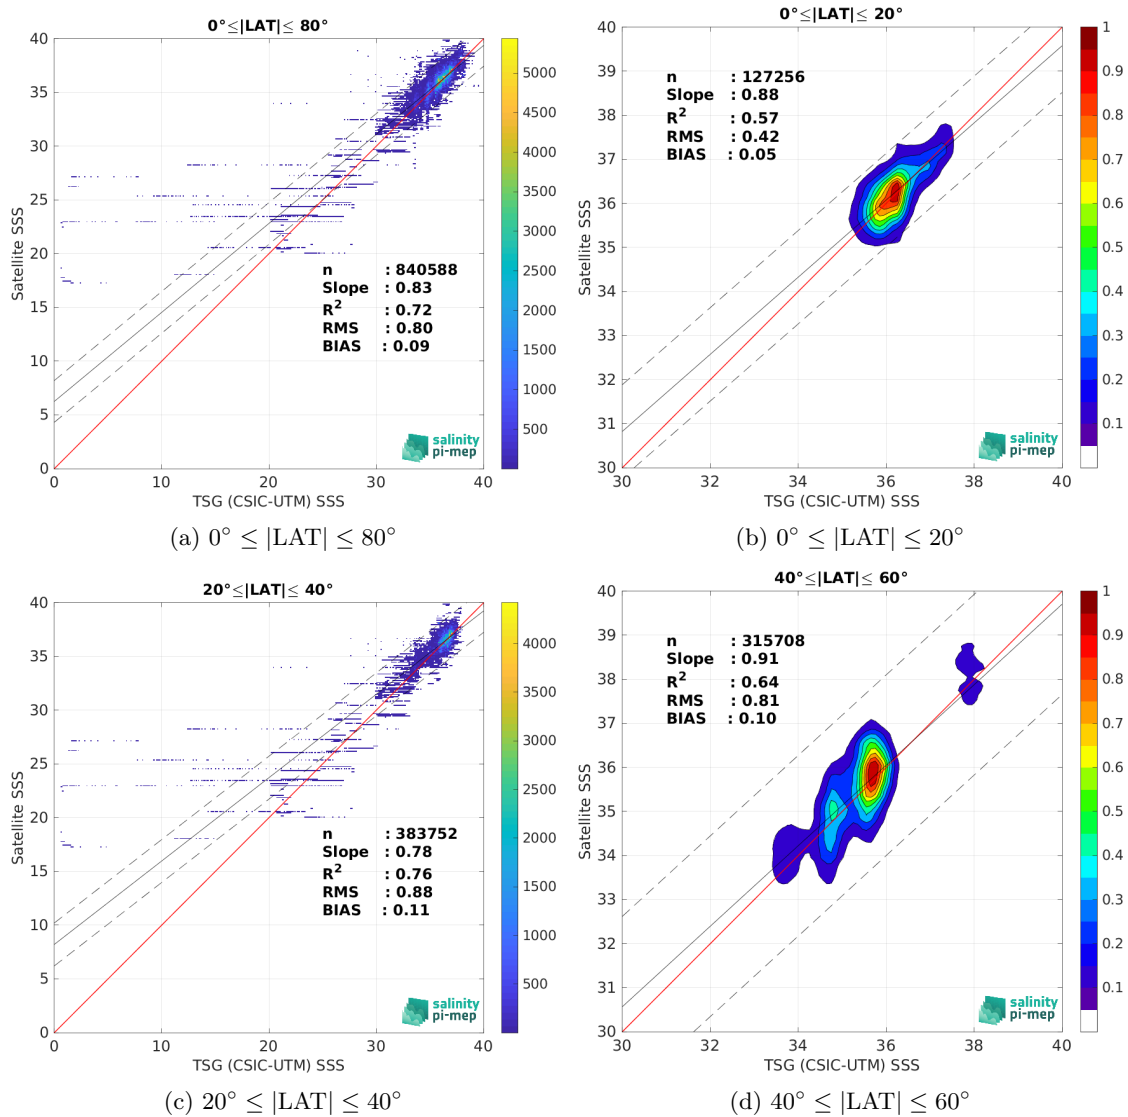 0°≤|LAT|≤ 80°
40
35
30
25
20
15
10
5
0
Satellite SSS
n : 840588
Slope : 0.83
R² : 0.72
RMS : 0.80
BIAS : 0.09
salinity
pi-mep
0 10 20 30 40
TSG (CSIC-UTM) SSS
5000
4500
4000
3500
3000
2500
2000
1500
1000
500
(a) 0° ≤ |LAT| ≤ 80°
0°≤|LAT|≤ 20°
40
39
38
37
36
35
34
33
32
31
30
Satellite SSS
n : 127256
Slope : 0.88
R² : 0.57
RMS : 0.42
BIAS : 0.05
salinity
pi-mep
30 32 34 36 38 40
TSG (CSIC-UTM) SSS
1
0.9
0.8
0.7
0.6
0.5
0.4
0.3
0.2
0.1
(b) 0° ≤ |LAT| ≤ 20°
20°≤|LAT|≤ 40°
40
35
30
25
20
15
10
5
0
Satellite SSS
n : 383752
Slope : 0.78
R² : 0.76
RMS : 0.88
BIAS : 0.11
salinity
pi-mep
0 10 20 30 40
TSG (CSIC-UTM) SSS
4000
3500
3000
2500
2000
1500
1000
500
(c) 20° ≤ |LAT| ≤ 40°
40°≤|LAT|≤ 60°
40
39
38
37
36
35
34
33
32
31
30
Satellite SSS
n : 315708
Slope : 0.91
R² : 0.64
RMS : 0.81
BIAS : 0.10
salinity
pi-mep
30 32 34 36 38 40
TSG (CSIC-UTM) SSS
1
0.9
0.8
0.7
0.6
0.5
0.4
0.3
0.2
0.1
(d) 40° ≤ |LAT| ≤ 60°